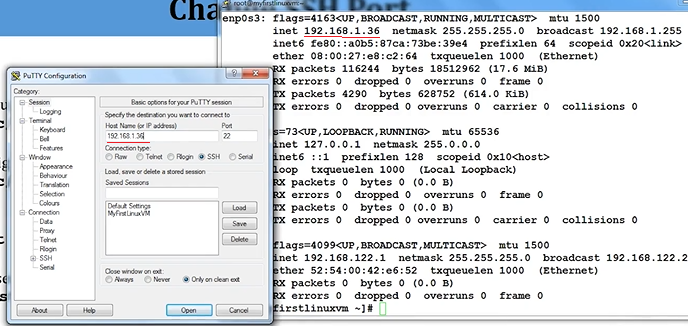 Change SSH Port
root@myfirstlinuxvm:~
enp0s3: flags=4163<UP,BROADCAST,RUNNING,MULTICAST>  mtu 1500
inet 192.168.1.36  netmask 255.255.255.0  broadcast 192.168.1.255
inet6 fe80::a0b5:87ca:73be:39e4  prefixlen 64  scopeid 0x20<link>
ether 08:00:27:e8:c2:64  txqueuelen 1000  (Ethernet)
RX packets 116244  bytes 18512962 (17.6 MiB)
RX errors 0  dropped 0  overruns 0  frame 0
TX packets 4290  bytes 628752 (614.0 KiB)
TX errors 0  dropped 0 overruns 0  carrier 0  collisions 0
s=73<UP,LOOPBACK,RUNNING>  mtu 65536
inet 127.0.0.1  netmask 255.0.0.0
inet6 ::1  prefixlen 128  scopeid 0x10<host>
loop  txqueuelen 1000  (Local Loopback)
RX packets 0  bytes 0 (0.0 B)
RX errors 0  dropped 0  overruns 0  frame 0
TX packets 0  bytes 0 (0.0 B)
TX errors 0  dropped 0 overruns 0  carrier 0  collisions 0
flags=4099<UP,BROADCAST,MULTICAST>  mtu 1500
inet 192.168.122.1  netmask 255.255.255.0  broadcast 192.168.122.2
ether 52:54:00:42:e6:52  txqueuelen 1000  (Ethernet)
RX packets 0  bytes 0 (0.0 B)
RX errors 0  dropped 0  overruns 0  frame 0
firstlinuxvm ~]#
PuTTY Configuration
Category:
Session
Logging
Terminal
Keyboard
Bell
Features
Window
Appearance
Behaviour
Translation
Selection
Colours
Connection
Data
Proxy
Telnet
Rlogin
SSH
Serial
Basic options for your PuTTY session
Specify the destination you want to connect to
Host Name (or IP address) Port
192.168.1.36 22
Connection type:
Raw Telnet Rlogin SSH Serial
Load, save or delete a stored session
Saved Sessions
Default Settings
MyFirstLinuxVM
Load
Save
Delete
Close window on exit:
Always Never Only on clean exit
About Help Open Cancel